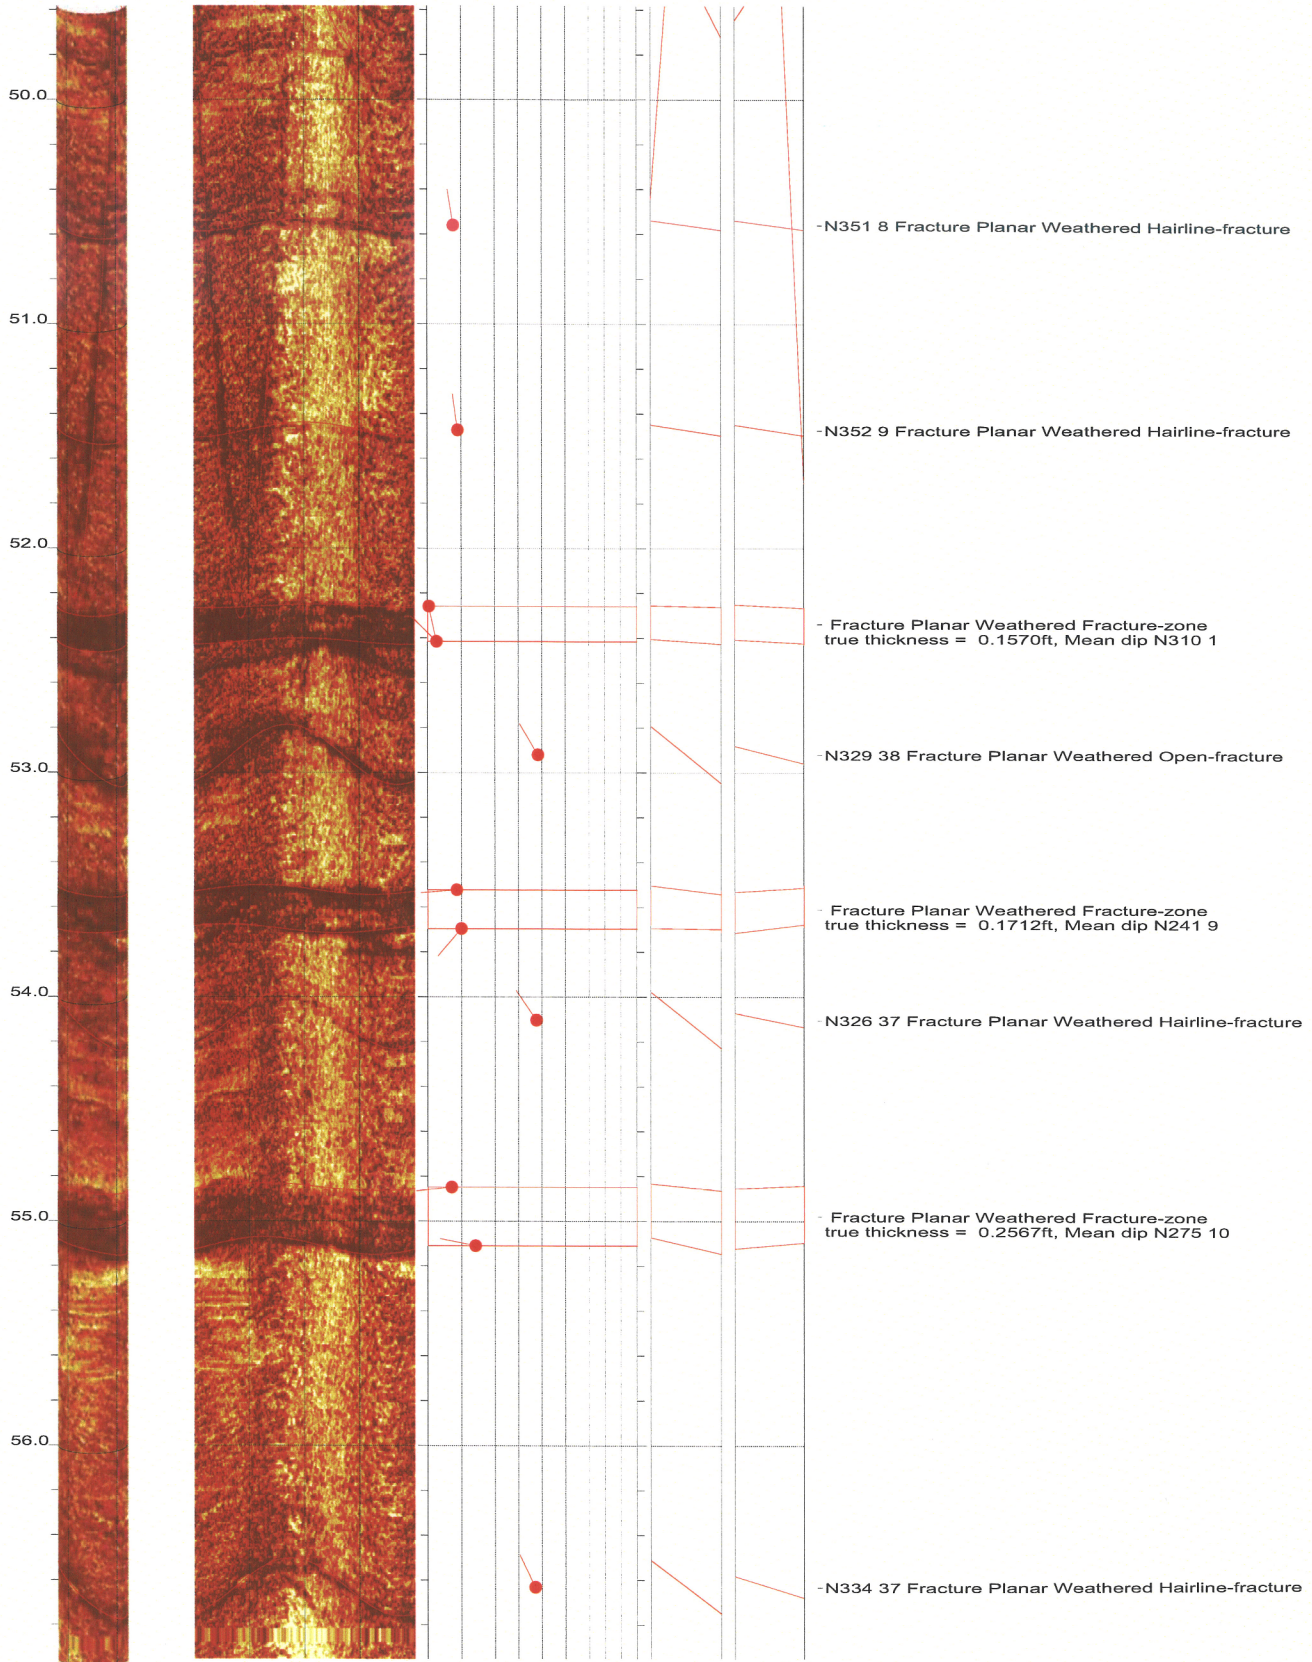 50.0
-N351 8 Fracture Planar Weathered Hairline-fracture
51.0
-N352 9 Fracture Planar Weathered Hairline-fracture
52.0
- Fracture Planar Weathered Fracture-zone
true thickness = 0.1570ft, Mean dip N310 1
-N329 38 Fracture Planar Weathered Open-fracture
53.0
- Fracture Planar Weathered Fracture-zone
true thickness = 0.1712ft, Mean dip N241 9
54.0
-N326 37 Fracture Planar Weathered Hairline-fracture
- Fracture Planar Weathered Fracture-zone
55.0
true thickness = 0.2567ft, Mean dip N275 10
56.0
-N334 37 Fracture Planar Weathered Hairline-fracture